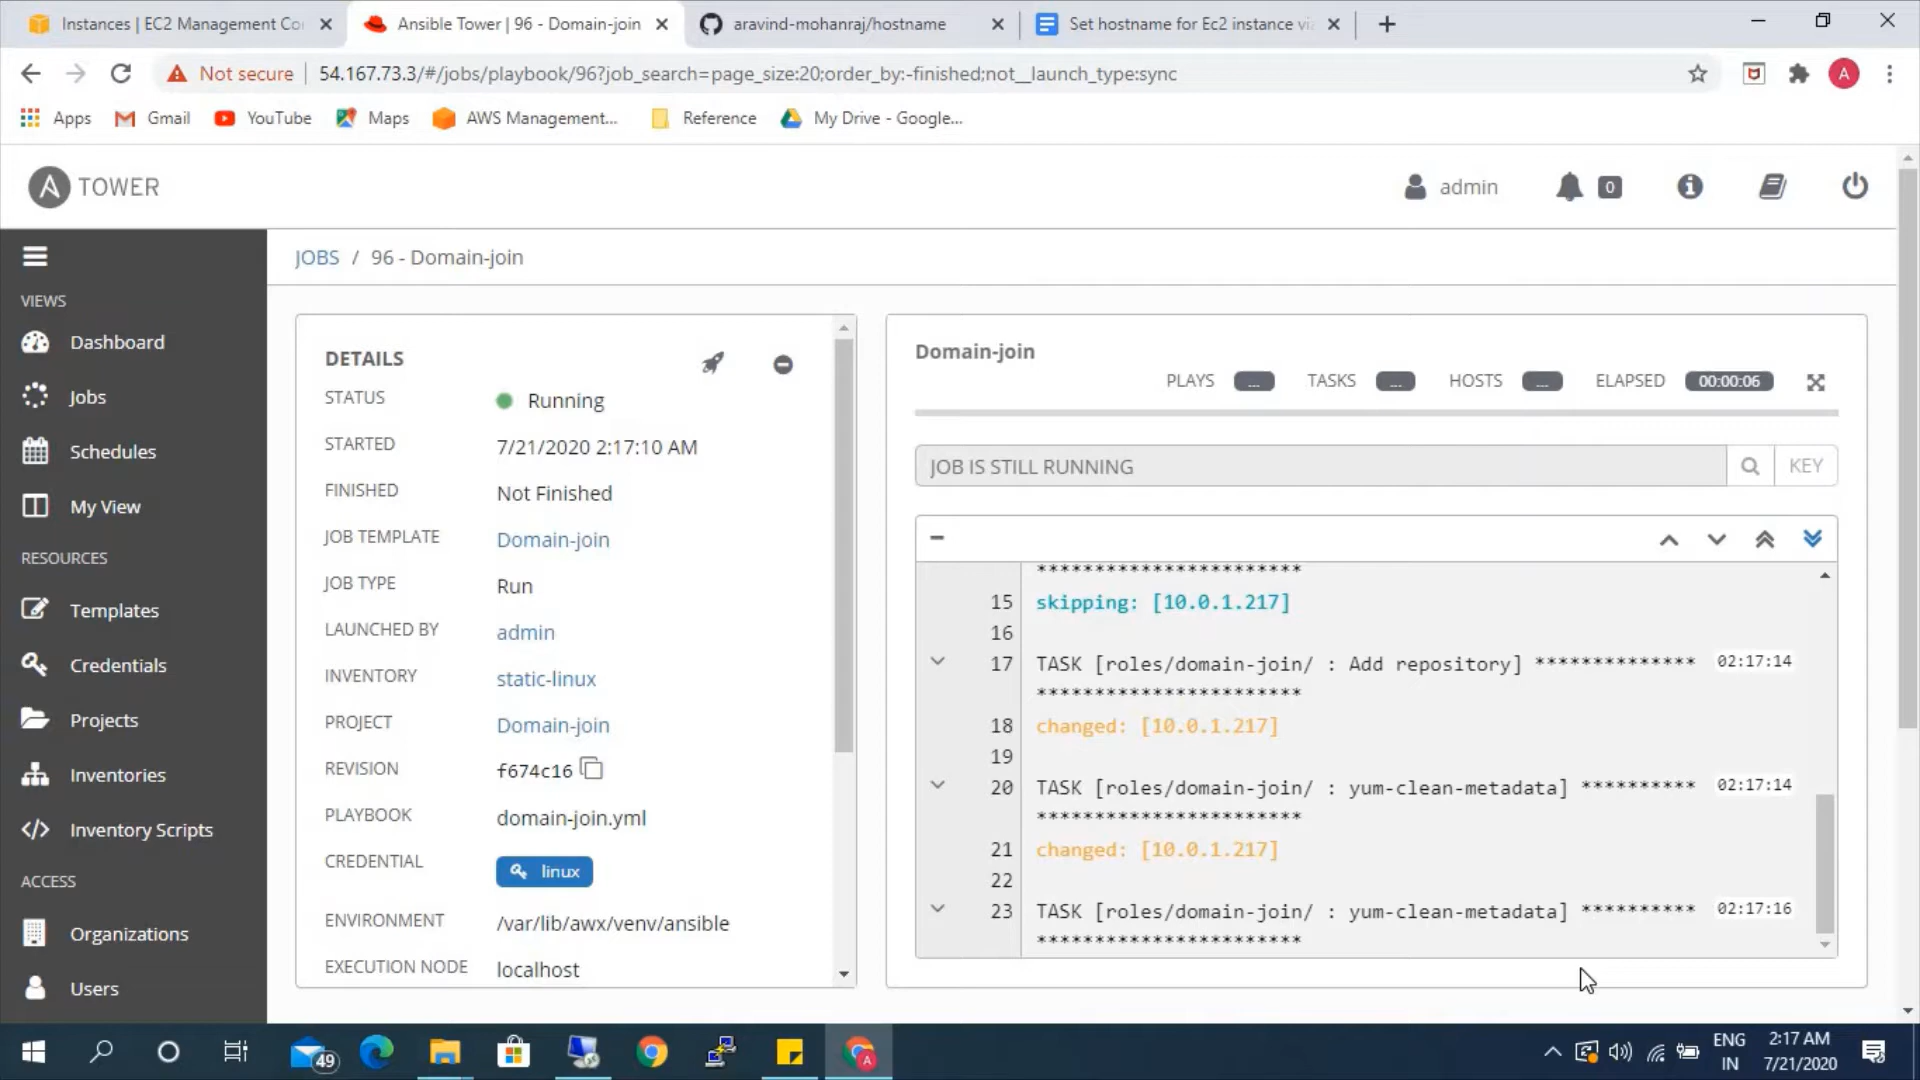 Instances | EC2 Management Co
Ansible Tower | 96 - Domain-join
aravind-mohanraj/hostname
Set hostname for Ec2 instance via
Not secure
54.167.73.3/#/jobs/playbook/96?job_search=page_size:20;order_by:-finished;not__launch_type:sync
A
Apps
Gmail
YouTube
Maps
AWS Management...
Reference
My Drive - Google...
A TOWER
admin
0
JOBS / 96 - Domain-join
VIEWS
Dashboard
Jobs
Schedules
My View
RESOURCES
Templates
Credentials
Projects
Inventories
Inventory Scripts
ACCESS
Organizations
Users
DETAILS
STATUS Running
STARTED 7/21/2020 2:17:10 AM
FINISHED Not Finished
JOB TEMPLATE Domain-join
JOB TYPE Run
LAUNCHED BY admin
INVENTORY static-linux
PROJECT Domain-join
REVISION f674c16
PLAYBOOK domain-join.yml
CREDENTIAL linux
ENVIRONMENT /var/lib/awx/venv/ansible
EXECUTION NODE localhost
Domain-join
PLAYS ... TASKS ... HOSTS ... ELAPSED 00:00:06
JOB IS STILL RUNNING
KEY
***********************
15 skipping: [10.0.1.217]
16
17 TASK [roles/domain-join/ : Add repository] ************** 02:17:14
***********************
18 changed: [10.0.1.217]
19
20 TASK [roles/domain-join/ : yum-clean-metadata] ********** 02:17:14
***********************
21 changed: [10.0.1.217]
22
23 TASK [roles/domain-join/ : yum-clean-metadata] ********** 02:17:16
***********************
49
A
ENG
IN
2:17 AM
7/21/2020